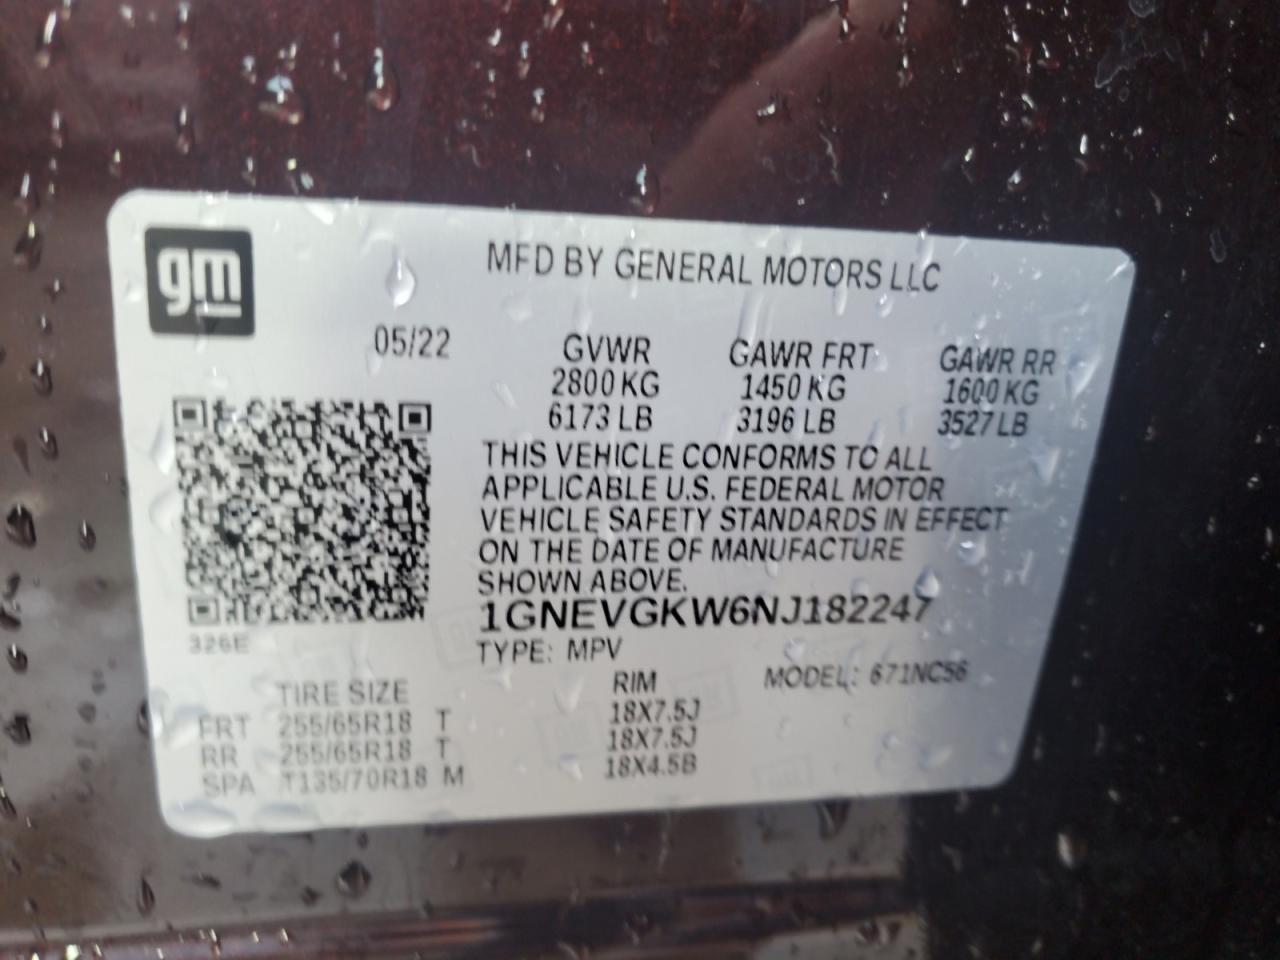 gm
MFD BY GENERAL MOTORS LLC
05/22 GVWR GAWR FRT GAWR RR
2800 KG 1450 KG 1600 KG
6173 LB 3196 LB 3527 LB
THIS VEHICLE CONFORMS TO ALL
APPLICABLE U.S. FEDERAL MOTOR
VEHICLE SAFETY STANDARDS IN EFFECT
ON THE DATE OF MANUFACTURE
SHOWN ABOVE.
1GNEVGKW6NJ182247
326E
TYPE: MPV MODEL: 671NC56
TIRE SIZE RIM
FRT 255/65R18 T 18X7.5J
RR 255/65R18 T 18X7.5J
SPA T135/70R18 M 18X4.5B